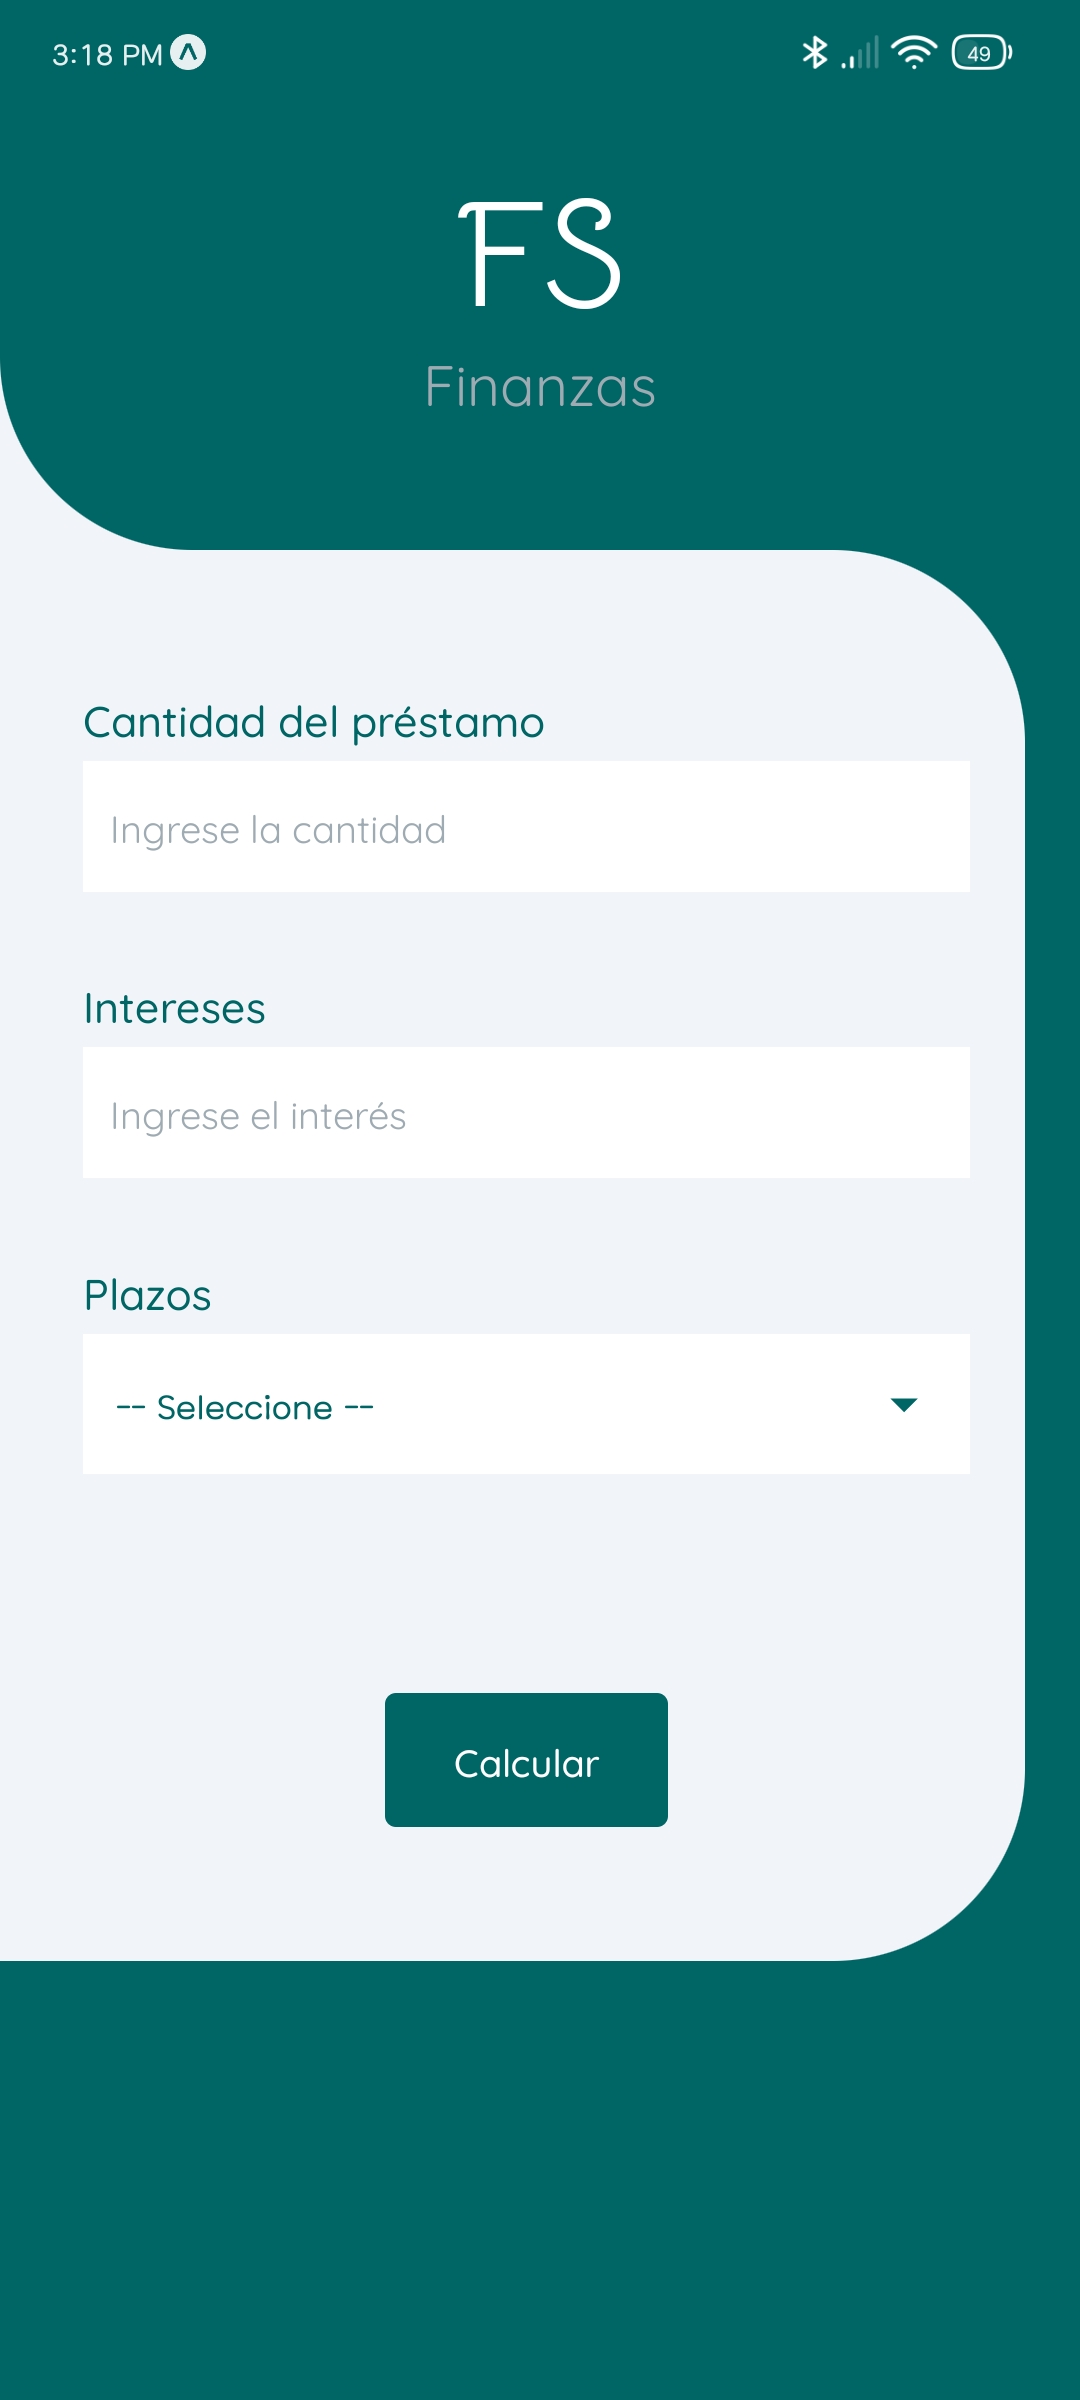 3:18 PM
49
FS
Finanzas
Cantidad del préstamo
Ingrese la cantidad
Intereses
Ingrese el interés
Plazos
-- Seleccione --
Calcular